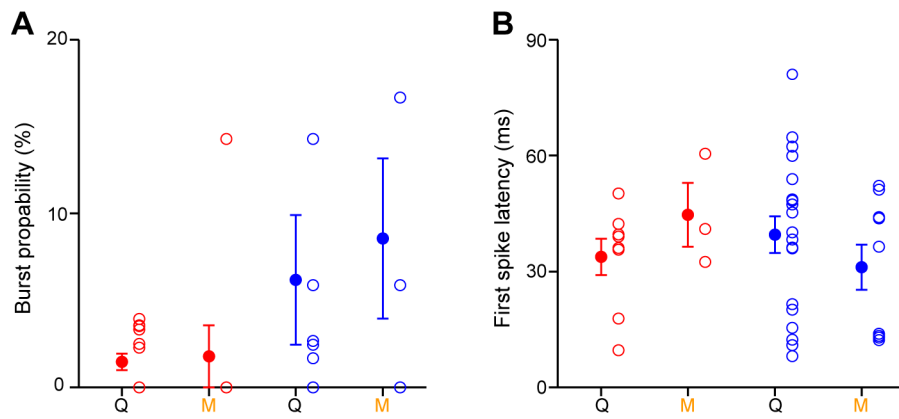 A
Burst propability (%)
20
10
0
Q M Q M
B
First spike latency (ms)
90
60
30
0
Q M Q M